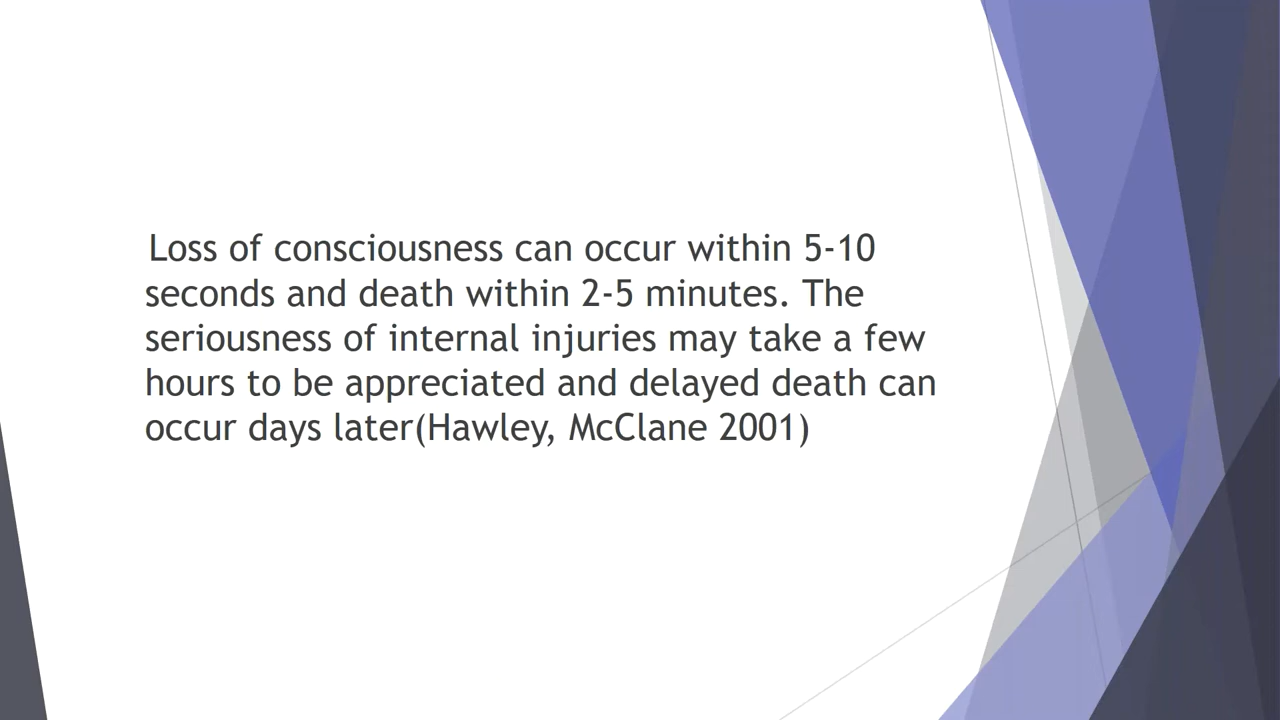 Loss of consciousness can occur within 5-10
seconds and death within 2-5 minutes. The
seriousness of internal injuries may take a few
hours to be appreciated and delayed death can
occur days later(Hawley, McClane 2001)